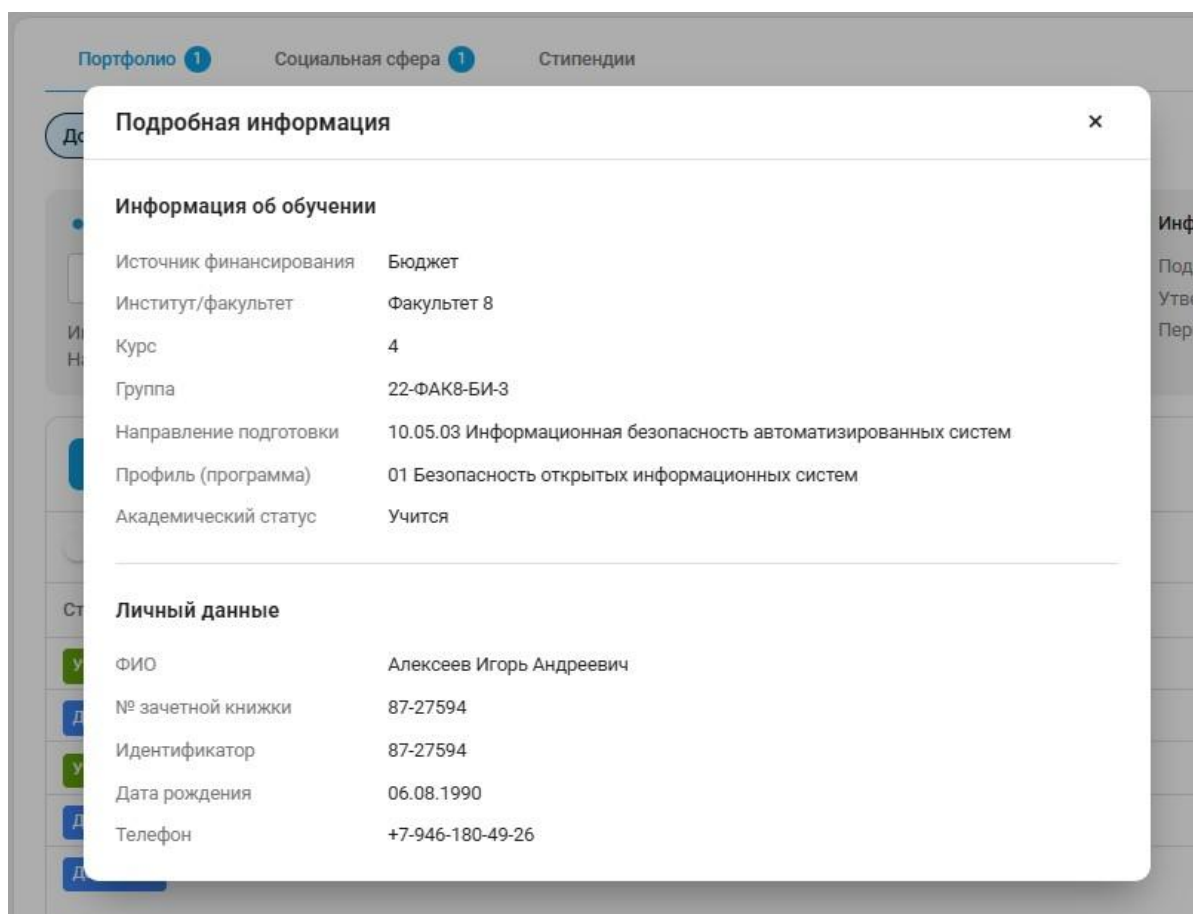 Портфолио 1 Социальная сфера 1 Стипендии
Подробная информация ×
Информация об обучении
Источник финансирования Бюджет
Институт/факультет Факультет 8
Курс 4
Группа 22-ФАК8-БИ-3
Направление подготовки 10.05.03 Информационная безопасность автоматизированных систем
Профиль (программа) 01 Безопасность открытых информационных систем
Академический статус Учится
Личный данные
ФИО Алексеев Игорь Андреевич
№ зачетной книжки 87-27594
Идентификатор 87-27594
Дата рождения 06.08.1990
Телефон +7-946-180-49-26